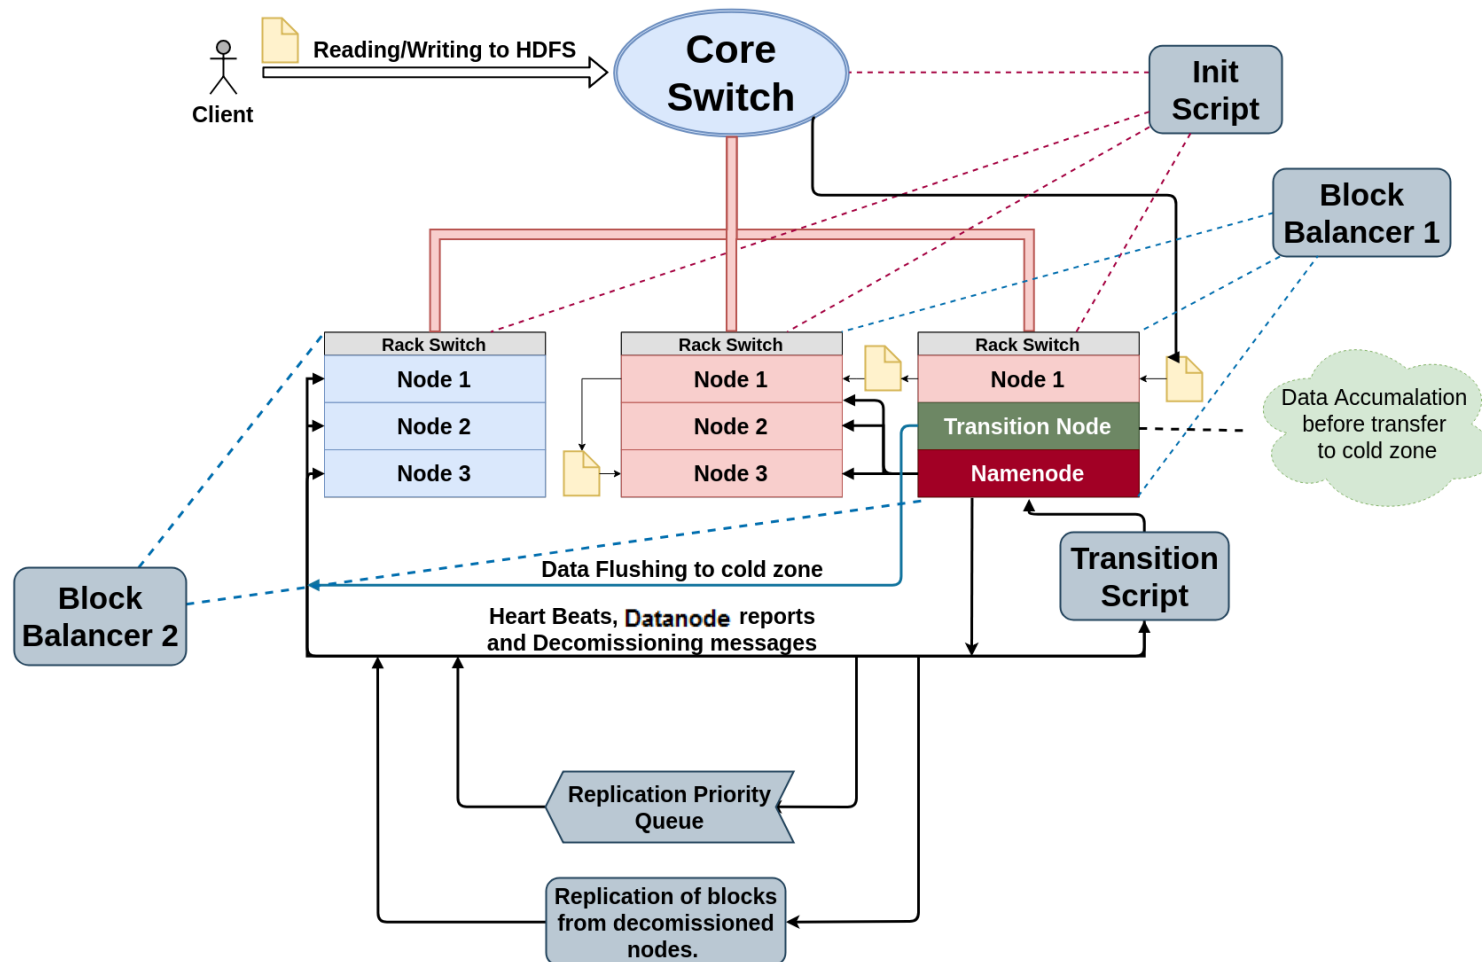 Reading/Writing to HDFS
Client
Core
Switch
Init
Script
Block
Balancer 1
Rack Switch
Node 1
Node 2
Node 3
Rack Switch
Node 1
Node 2
Node 3
Rack Switch
Node 1
Transition Node
Namenode
Data Accumalation
before transfer
to cold zone
Block
Balancer 2
Data Flushing to cold zone
Transition
Script
Heart Beats, Datanode reports
and Decomissioning messages
Replication Priority
Queue
Replication of blocks
from decomissioned
nodes.